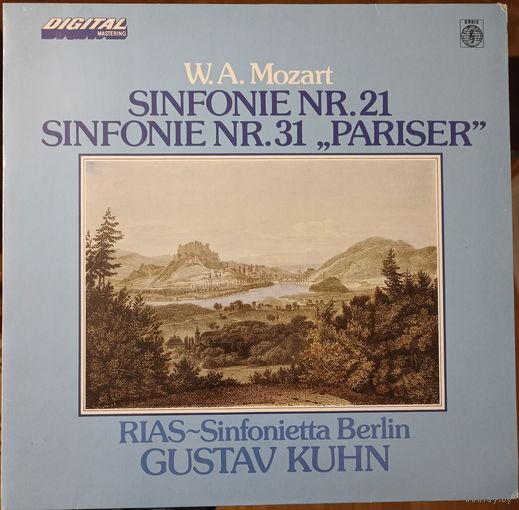 DIGITAL
MASTERING
ORBIS
W. A. Mozart
SINFONIE NR. 21
SINFONIE NR. 31 „PARISER”
RIAS~Sinfonietta Berlin
GUSTAV KUHN